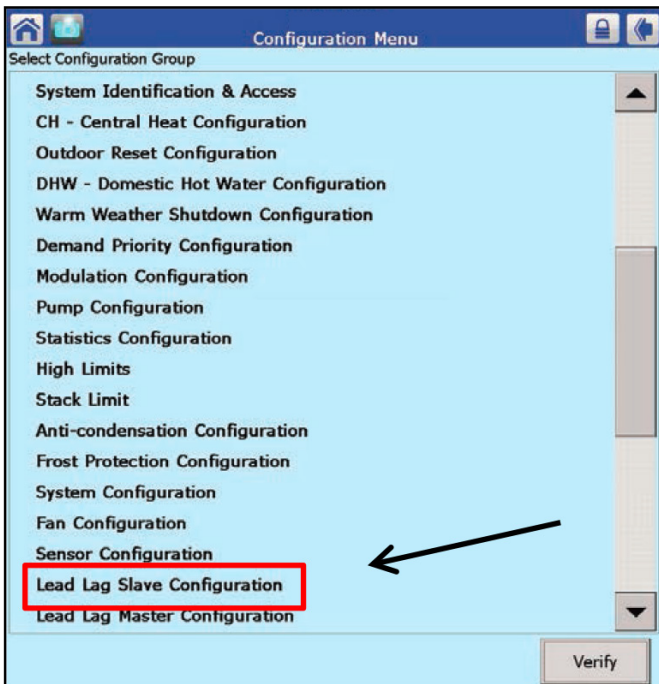 Configuration Menu
Select Configuration Group
System Identification & Access
CH - Central Heat Configuration
Outdoor Reset Configuration
DHW - Domestic Hot Water Configuration
Warm Weather Shutdown Configuration
Demand Priority Configuration
Modulation Configuration
Pump Configuration
Statistics Configuration
High Limits
Stack Limit
Anti-condensation Configuration
Frost Protection Configuration
System Configuration
Fan Configuration
Sensor Configuration
Lead Lag Slave Configuration
Lead Lag Master Configuration
Verify